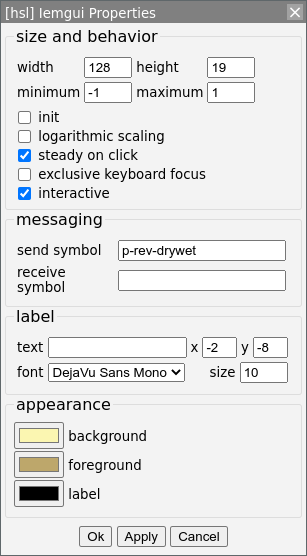 [hsl] Iemgui Properties
size and behavior
width 128 height 19
minimum -1 maximum 1
init
logarithmic scaling
steady on click
exclusive keyboard focus
interactive
messaging
send symbol p-rev-drywet
receive
symbol
label
text x -2 y -8
font DejaVu Sans Mono size 10
appearance
background
foreground
label
Ok Apply Cancel